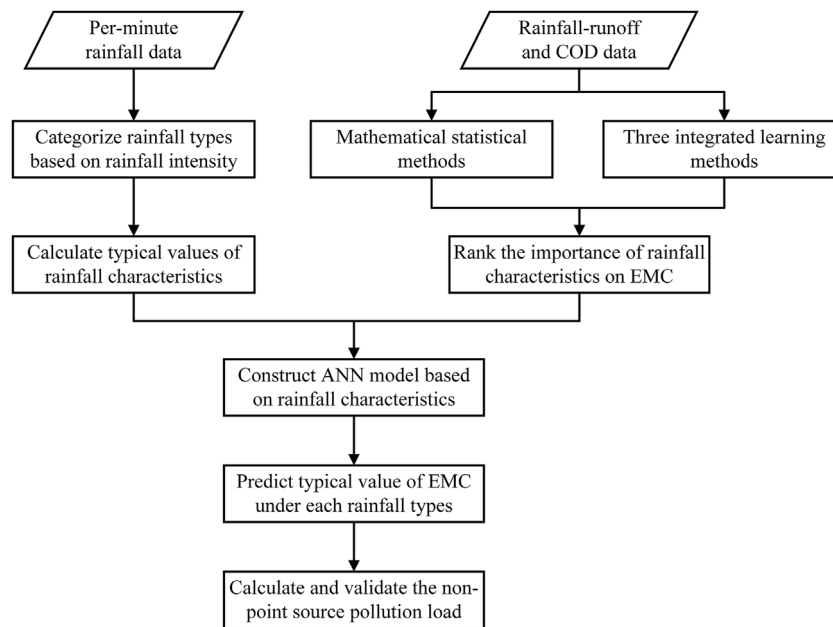 Per-minute
rainfall data
Rainfall-runoff
and COD data
Categorize rainfall types
based on rainfall intensity
Mathematical statistical
methods
Three integrated learning
methods
Calculate typical values of
rainfall characteristics
Rank the importance of rainfall
characteristics on EMC
Construct ANN model based
on rainfall characteristics
Predict typical value of EMC
under each rainfall types
Calculate and validate the non-
point source pollution load